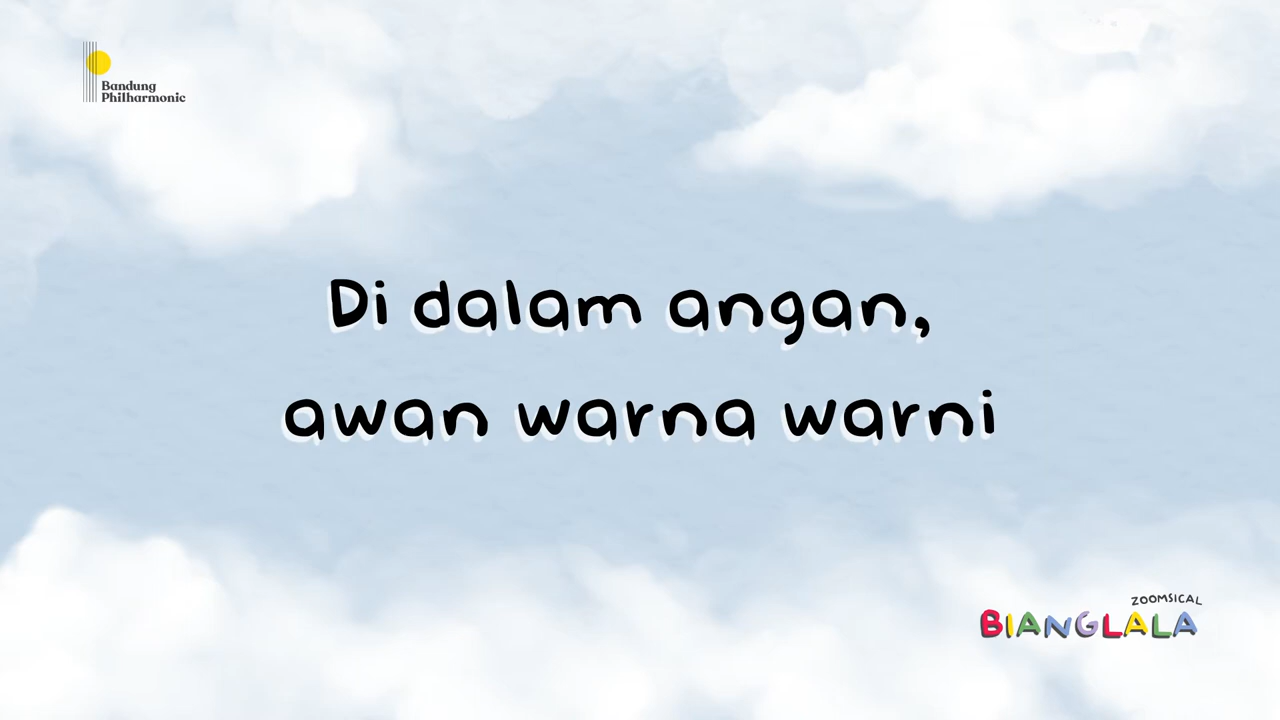 Bandung
Philharmonic
Di dalam angan,
awan warna warni
ZOOMSICAL
BIANGLALA